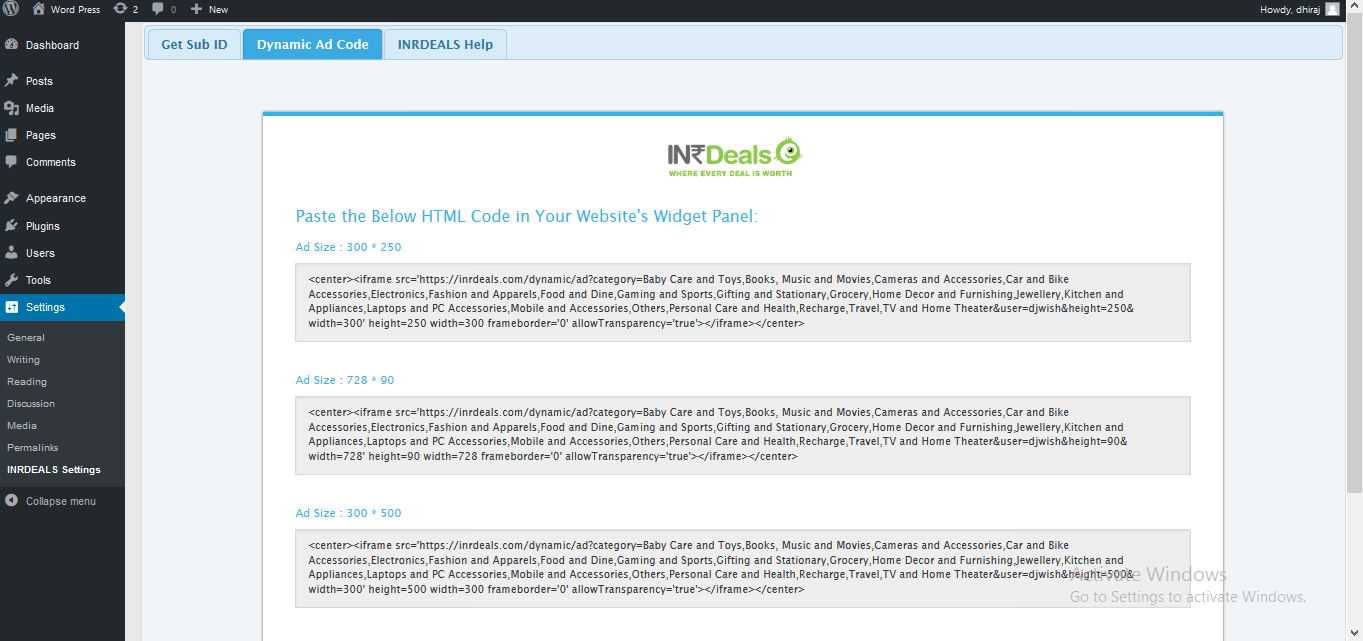 Word Press 2 0 New Howdy, dhiraj
Dashboard
Posts
Media
Pages
Comments
Appearance
Plugins
Users
Tools
Settings
General
Writing
Reading
Discussion
Media
Permalinks
INRDEALS Settings
Collapse menu
Get Sub ID Dynamic Ad Code INRDEALS Help
IN₹Deals
WHERE EVERY DEAL IS WORTH
Paste the Below HTML Code in Your Website's Widget Panel:
Ad Size : 300 * 250
<center><iframe src='https://inrdeals.com/dynamic/ad?category=Baby Care and Toys,Books, Music and Movies,Cameras and Accessories,Car and Bike
Accessories,Electronics,Fashion and Apparels,Food and Dine,Gaming and Sports,Gifting and Stationary,Grocery,Home Decor and Furnishing,Jewellery,Kitchen and
Appliances,Laptops and PC Accessories,Mobile and Accessories,Others,Personal Care and Health,Recharge,Travel,TV and Home Theater&user=djwish&height=250&
width=300' height=250 width=300 frameborder='0' allowTransparency='true'></iframe></center>
Ad Size : 728 * 90
<center><iframe src='https://inrdeals.com/dynamic/ad?category=Baby Care and Toys,Books, Music and Movies,Cameras and Accessories,Car and Bike
Accessories,Electronics,Fashion and Apparels,Food and Dine,Gaming and Sports,Gifting and Stationary,Grocery,Home Decor and Furnishing,Jewellery,Kitchen and
Appliances,Laptops and PC Accessories,Mobile and Accessories,Others,Personal Care and Health,Recharge,Travel,TV and Home Theater&user=djwish&height=90&
width=728' height=90 width=728 frameborder='0' allowTransparency='true'></iframe></center>
Ad Size : 300 * 500
<center><iframe src='https://inrdeals.com/dynamic/ad?category=Baby Care and Toys,Books, Music and Movies,Cameras and Accessories,Car and Bike
Accessories,Electronics,Fashion and Apparels,Food and Dine,Gaming and Sports,Gifting and Stationary,Grocery,Home Decor and Furnishing,Jewellery,Kitchen and
Appliances,Laptops and PC Accessories,Mobile and Accessories,Others,Personal Care and Health,Recharge,Travel,TV and Home Theater&user=djwish&height=500&
width=300' height=500 width=300 frameborder='0' allowTransparency='true'></iframe></center>
Activate Windows
Go to Settings to activate Windows.